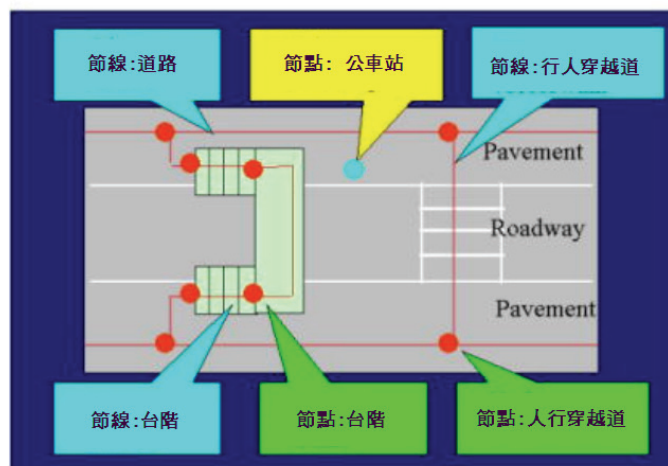 節線:道路
節點: 公車站
節線:行人穿越道
Pavement
Roadway
Pavement
節線:台階
節點:台階
節點:人行穿越道